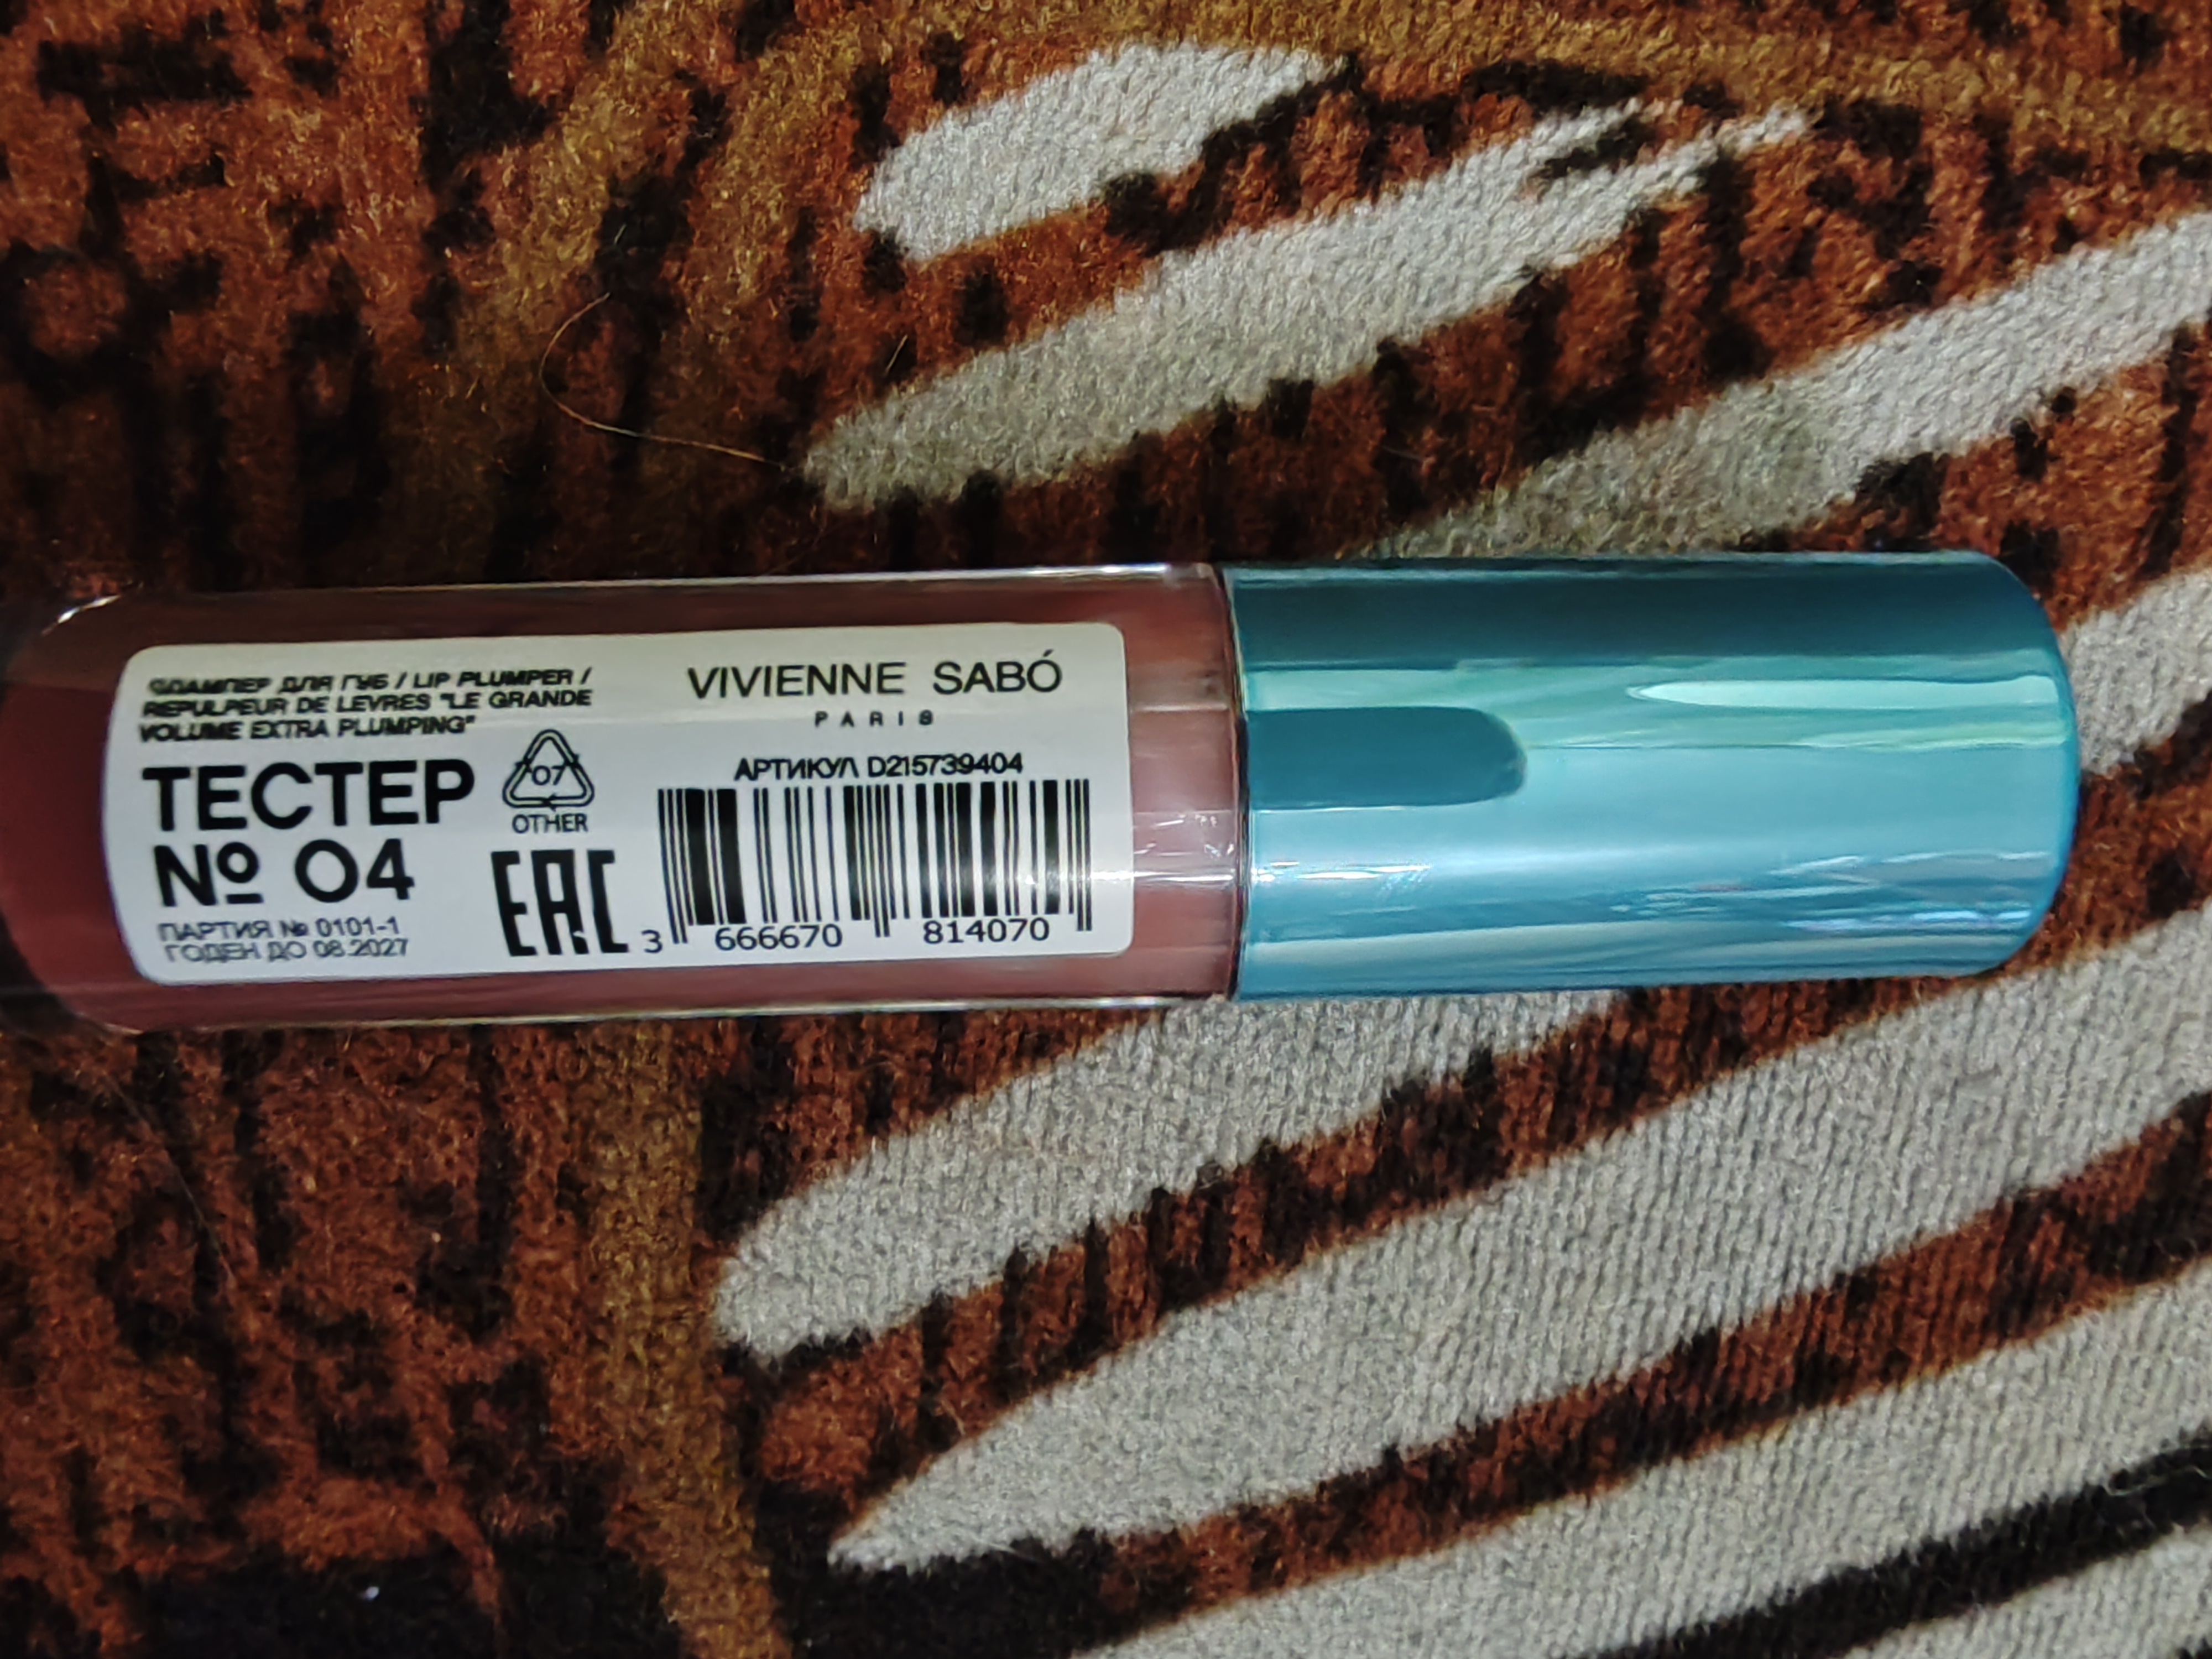 ПЛАМПЕР ДЛЯ ГУБ / LIP PLUMPER /
REPULPEUR DE LEVRES "LE GRANDE
VOLUME EXTRA PLUMPING"
ТЕСТЕР
№ 04
ПАРТИЯ № 0101-1
ГОДЕН ДО 08.2027
07
OTHER
EAC
VIVIENNE SABÓ
PARIS
АРТИКУЛ D215739404
3 666670 814070